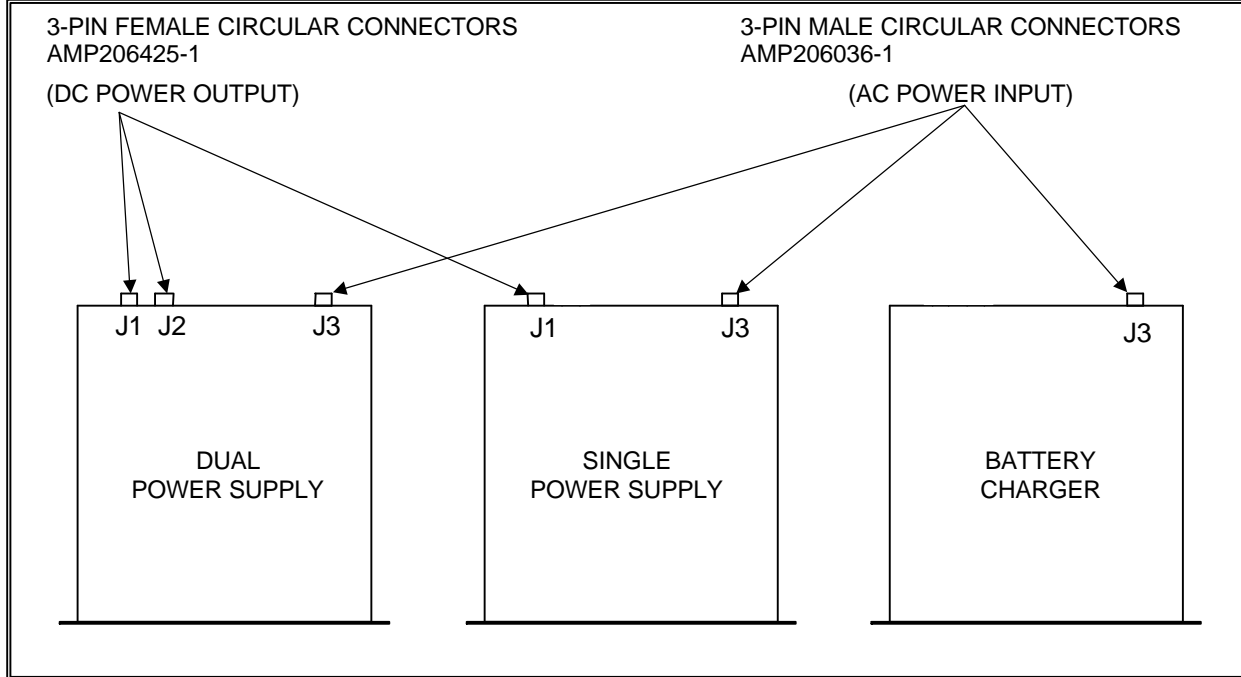 3-PIN FEMALE CIRCULAR CONNECTORS
AMP206425-1
(DC POWER OUTPUT)
3-PIN MALE CIRCULAR CONNECTORS
AMP206036-1
(AC POWER INPUT)
J1 J2 J3
J1 J3
J3
DUAL
POWER SUPPLY
SINGLE
POWER SUPPLY
BATTERY
CHARGER